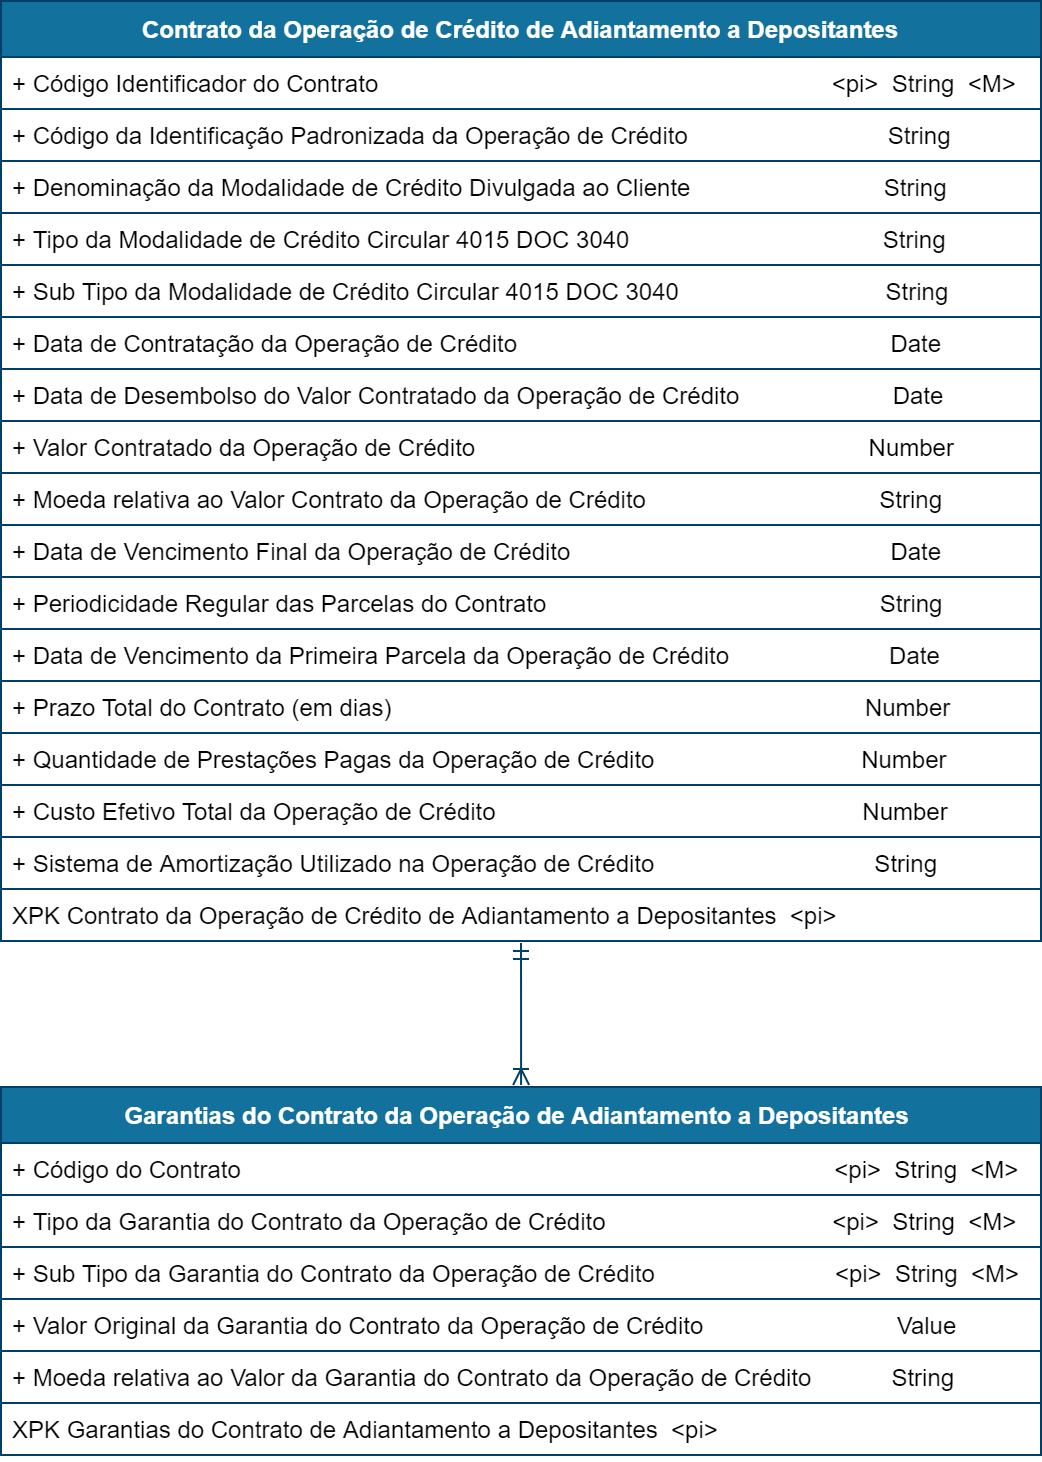 Contrato da Operação de Crédito de Adiantamento a Depositantes
+ Código Identificador do Contrato <pi> String <M>
+ Código da Identificação Padronizada da Operação de Crédito String
+ Denominação da Modalidade de Crédito Divulgada ao Cliente String
+ Tipo da Modalidade de Crédito Circular 4015 DOC 3040 String
+ Sub Tipo da Modalidade de Crédito Circular 4015 DOC 3040 String
+ Data de Contratação da Operação de Crédito Date
+ Data de Desembolso do Valor Contratado da Operação de Crédito Date
+ Valor Contratado da Operação de Crédito Number
+ Moeda relativa ao Valor Contrato da Operação de Crédito String
+ Data de Vencimento Final da Operação de Crédito Date
+ Periodicidade Regular das Parcelas do Contrato String
+ Data de Vencimento da Primeira Parcela da Operação de Crédito Date
+ Prazo Total do Contrato (em dias) Number
+ Quantidade de Prestações Pagas da Operação de Crédito Number
+ Custo Efetivo Total da Operação de Crédito Number
+ Sistema de Amortização Utilizado na Operação de Crédito String
XPK Contrato da Operação de Crédito de Adiantamento a Depositantes <pi>
Garantias do Contrato da Operação de Adiantamento a Depositantes
+ Código do Contrato <pi> String <M>
+ Tipo da Garantia do Contrato da Operação de Crédito <pi> String <M>
+ Sub Tipo da Garantia do Contrato da Operação de Crédito <pi> String <M>
+ Valor Original da Garantia do Contrato da Operação de Crédito Value
+ Moeda relativa ao Valor da Garantia do Contrato da Operação de Crédito String
XPK Garantias do Contrato de Adiantamento a Depositantes <pi>